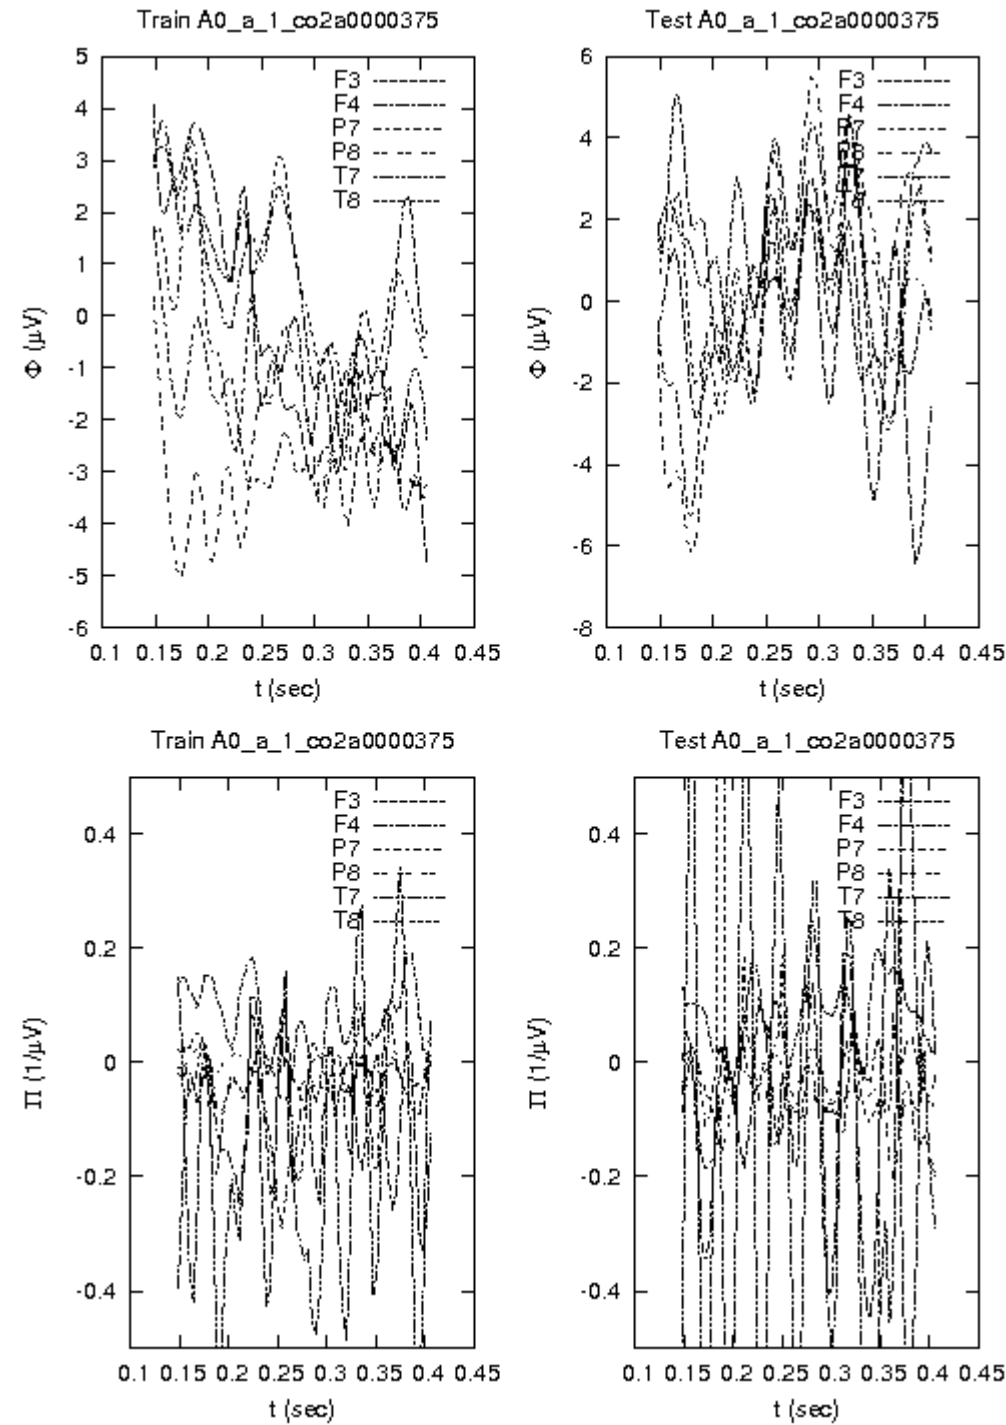 Train A0_a_1_co2a0000375
Test A0_a_1_co2a0000375
5
4
3
2
1
0
-1
-2
-3
-4
-5
-6
Φ (μV)
F3
F4
P7
P8
T7
T8
0.1 0.15 0.2 0.25 0.3 0.35 0.4 0.45
t (sec)
6
4
2
0
-2
-4
-6
-8
Φ (μV)
F3
F4
P7
P8
T7
T8
0.1 0.15 0.2 0.25 0.3 0.35 0.4 0.45
t (sec)
Train A0_a_1_co2a0000375
Test A0_a_1_co2a0000375
0.4
0.2
0
-0.2
-0.4
Π (1/μV)
F3
F4
P7
P8
T7
T8
0.1 0.15 0.2 0.25 0.3 0.35 0.4 0.45
t (sec)
0.4
0.2
0
-0.2
-0.4
Π (1/μV)
F3
F4
P7
P8
T7
T8
0.1 0.15 0.2 0.25 0.3 0.35 0.4 0.45
t (sec)